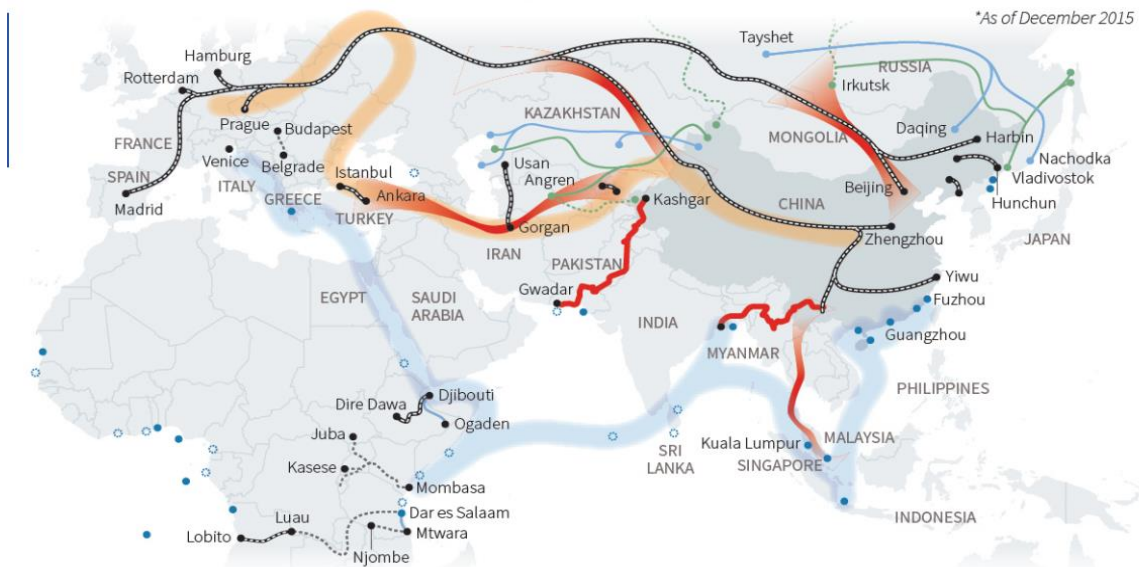 *As of December 2015
Tayshet
Hamburg
Rotterdam
RUSSIA
Irkutsk
KAZAKHSTAN
Prague
Budapest
MONGOLIA
Daqing
Harbin
FRANCE
Venice
Belgrade
Usan
Nachodka
SPAIN
ITALY
Istanbul
Angren
Vladivostok
Madrid
GREECE
Ankara
Kashgar
Beijing
Hunchun
TURKEY
CHINA
Gorgan
Zhengzhou
JAPAN
IRAN
PAKISTAN
Yiwu
EGYPT
SAUDI
ARABIA
Gwadar
Fuzhou
INDIA
Guangzhou
MYANMAR
PHILIPPINES
Djibouti
Dire Dawa
Ogaden
Juba
Kuala Lumpur
MALAYSIA
SRI
LANKA
SINGAPORE
Kasese
Mombasa
Dar es Salaam
INDONESIA
Luau
Lobito
Mtwara
Njombe